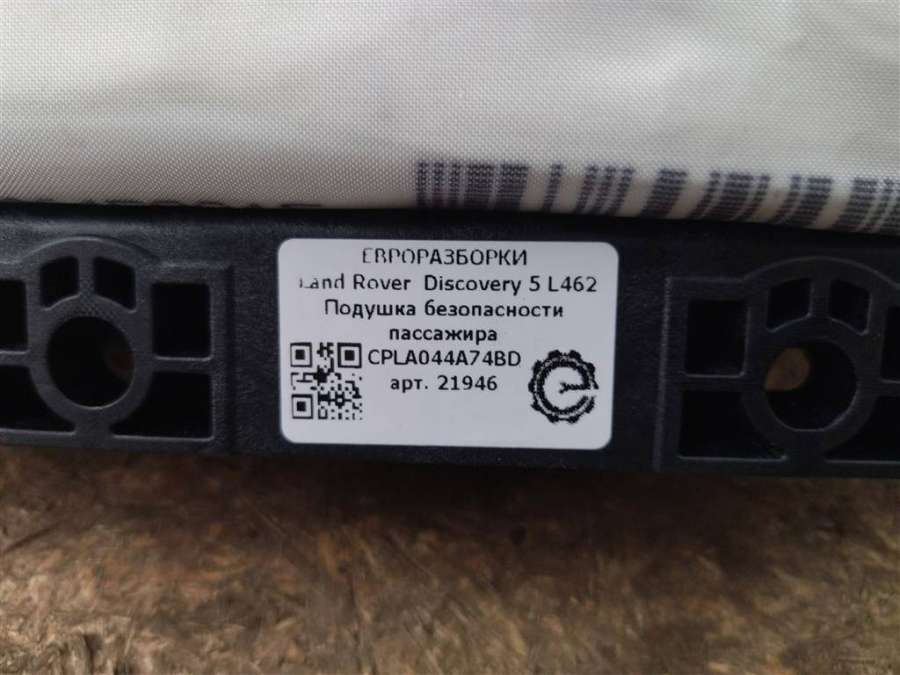 ЕВРОРАЗБОРКИ
Land Rover Discovery 5 L462
Подушка безопасности
пассажира
CPLA044A74BD
арт. 21946